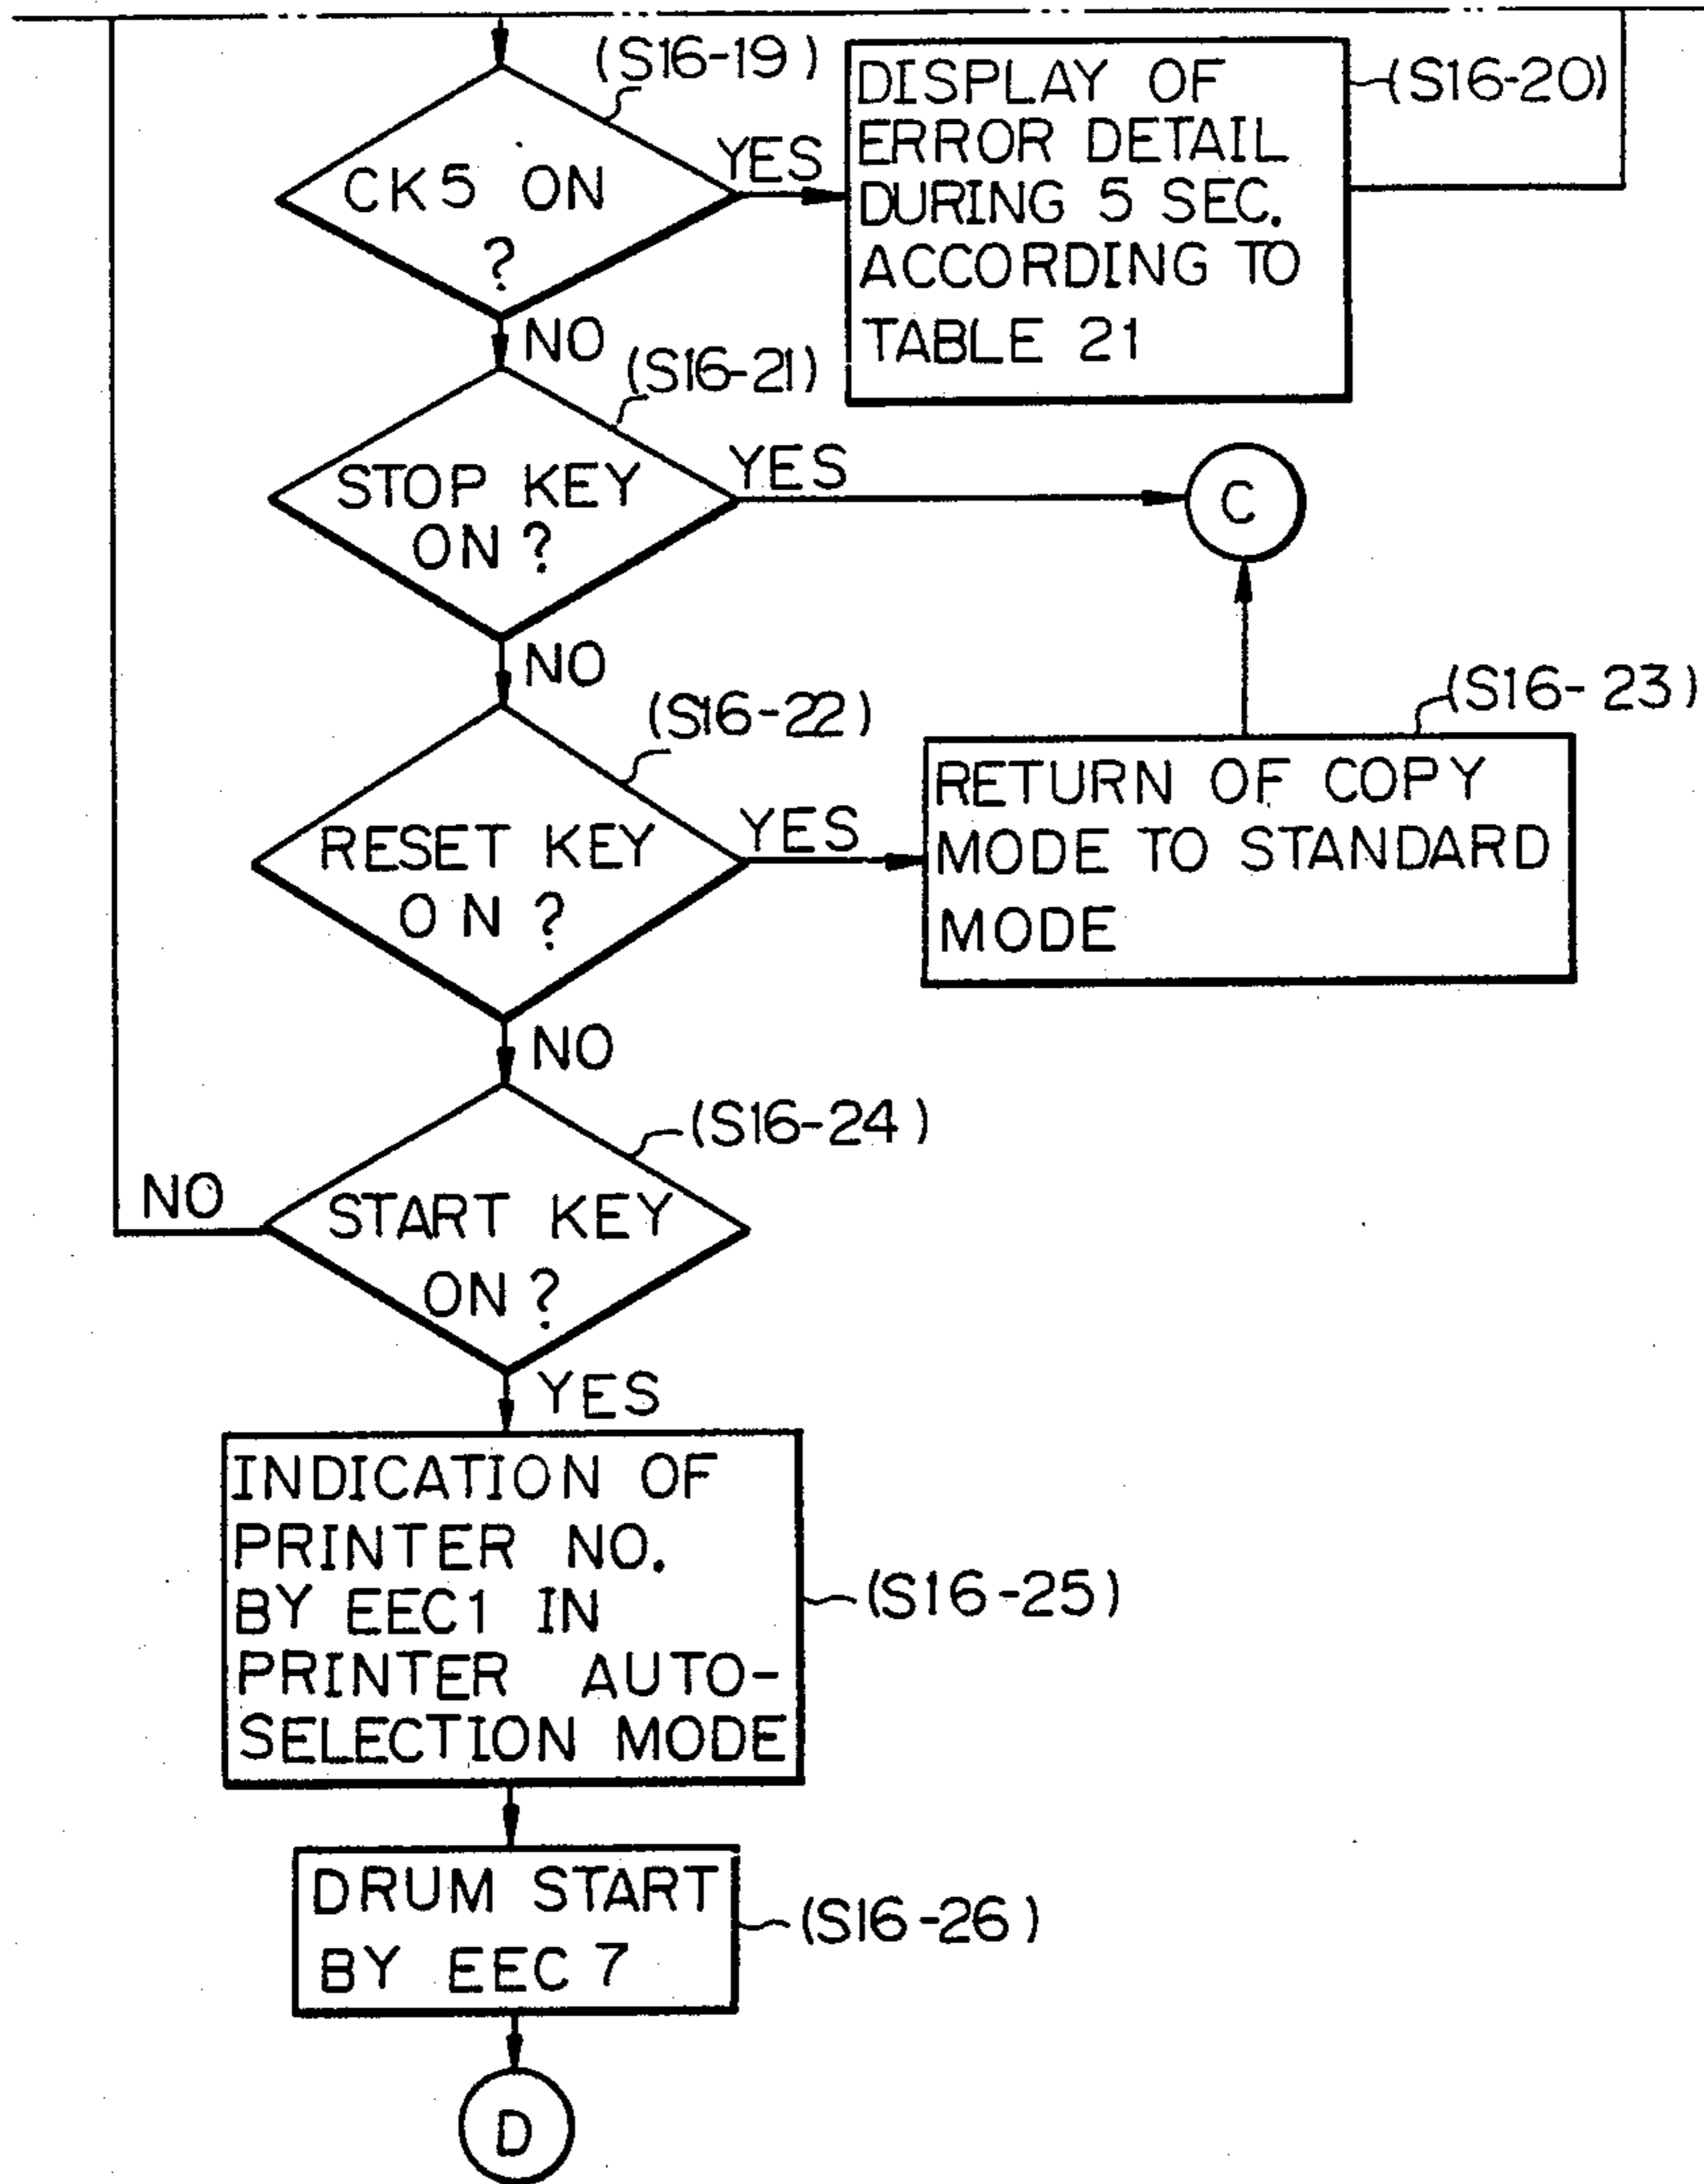 (S16-19)
CK5 ON
?
YES
DISPLAY OF
ERROR DETAIL
DURING 5 SEC.
ACCORDING TO
TABLE 21
(S16-20)
NO
(S16-21)
STOP KEY
ON ?
YES
C
NO
(S16-22)
RESET KEY
ON ?
YES
(S16-23)
RETURN OF COPY
MODE TO STANDARD
MODE
NO
(S16-24)
START KEY
ON ?
NO
YES
INDICATION OF
PRINTER NO.
BY EEC1 IN
PRINTER AUTO-
SELECTION MODE
(S16-25)
DRUM START
BY EEC 7
(S16-26)
D